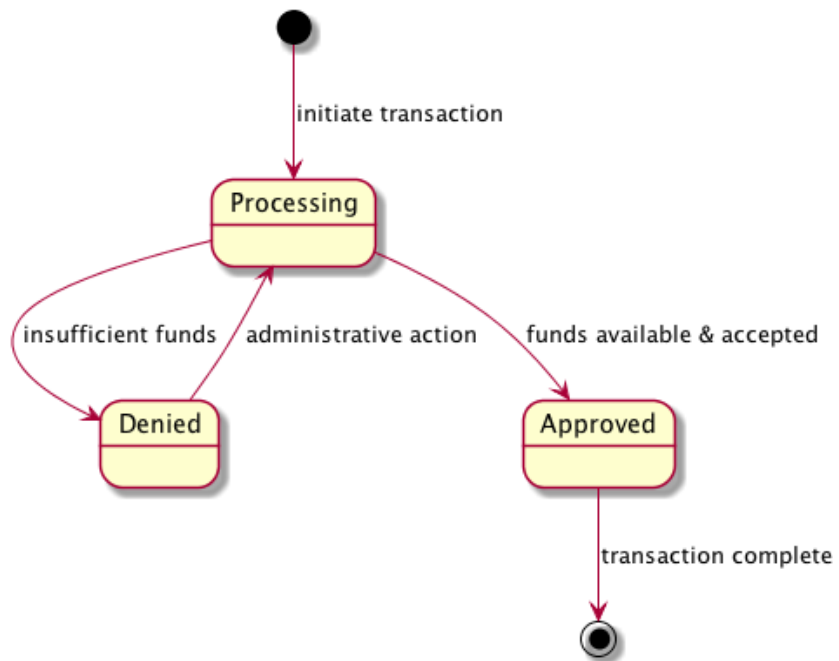 initiate transaction
Processing
insufficient funds
administrative action
funds available & accepted
Denied
Approved
transaction complete